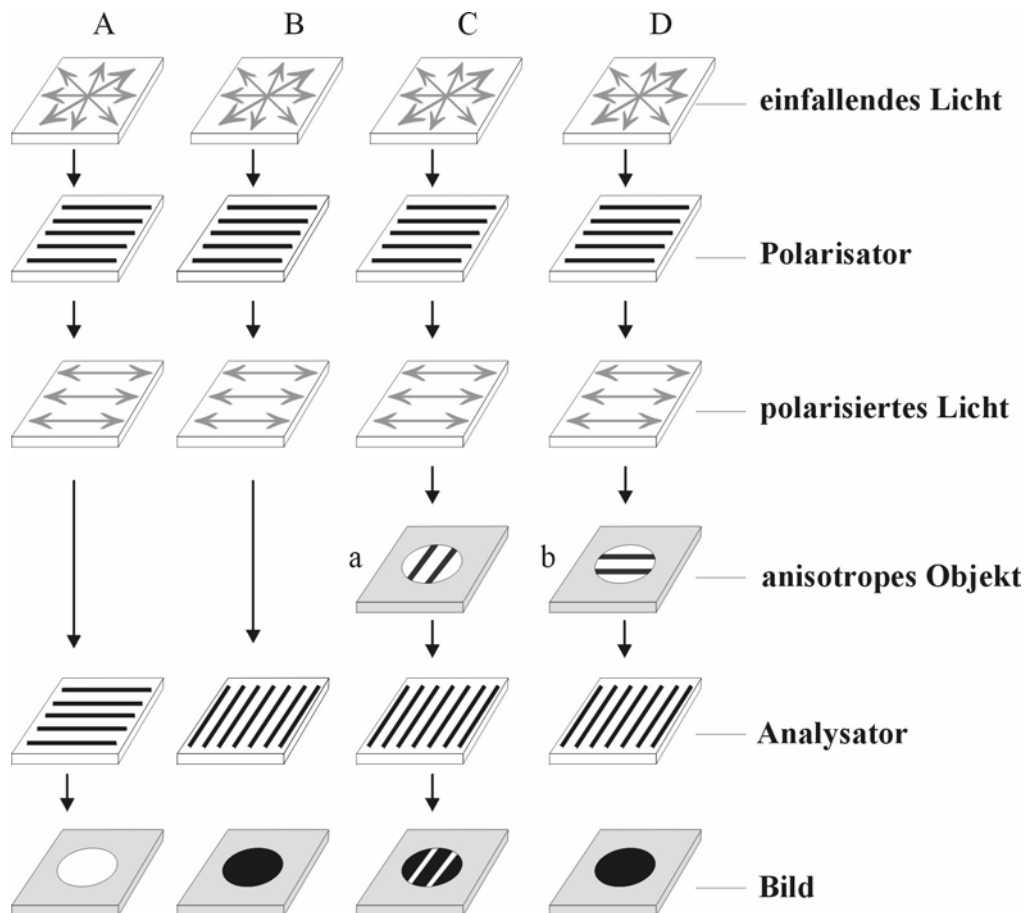 A B C D
einfallendes Licht
Polarisator
polarisiertes Licht
a b
anisotropes Objekt
Analysator
Bild